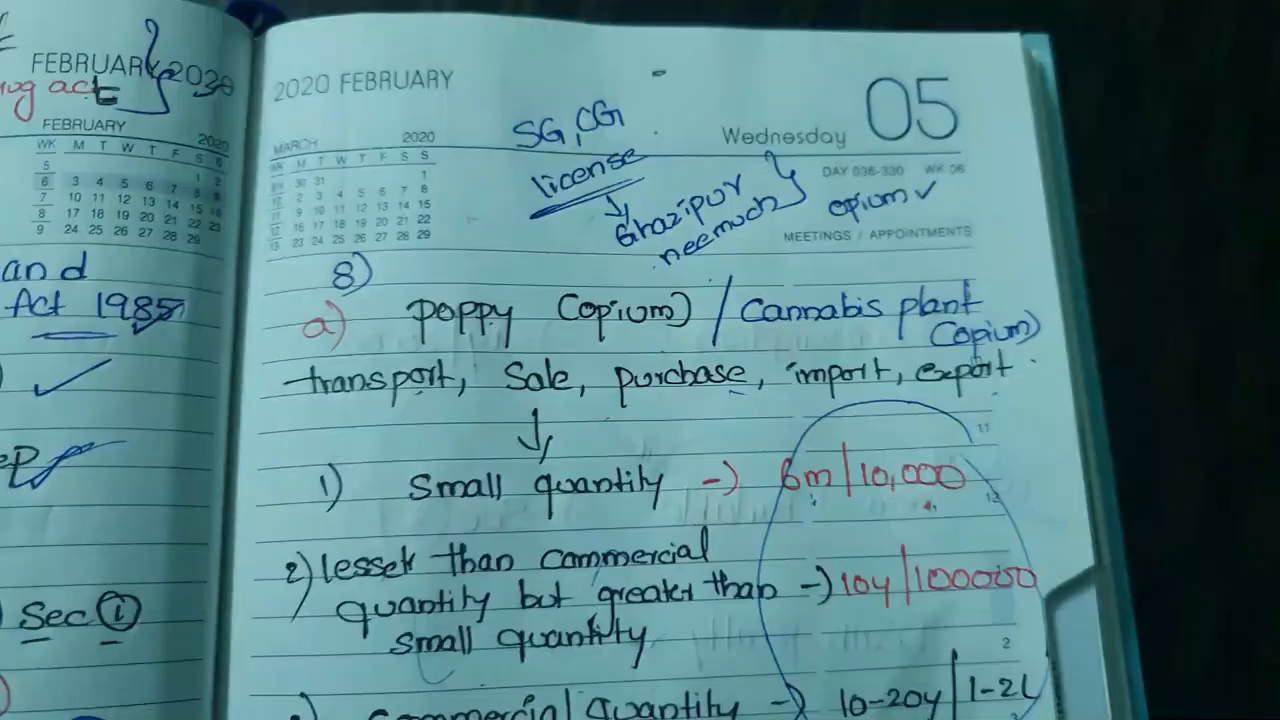 FEBRUARY 2020
act
FEBRUARY 2020
WK M T W T F S S
5 1 2
6 3 4 5 6 7 8 9
7 10 11 12 13 14 15 16
8 17 18 19 20 21 22 23
9 24 25 26 27 28 29
and
Act 1985
Sec 1
2020 FEBRUARY
05
Wednesday
DAY 036-330 WK 06
MEETINGS / APPOINTMENTS
MARCH 2020
M T W T F S S
30 31 1
2 3 4 5 6 7 8
9 10 11 12 13 14 15
16 17 18 19 20 21 22
23 24 25 26 27 28 29
SG, CG
license
Ghazipur
neemuch
opium ✓
8)
a) poppy (opium) / Cannabis plant
(opium)
transport, Sale, purchase, import, export
11
1) Small quantity -> 6m/10,000
12
2) lesser than commercial
quantity but greater than -> 10y/100000
small quantity
2
Commercial quantity -> 10-20y/1-2L